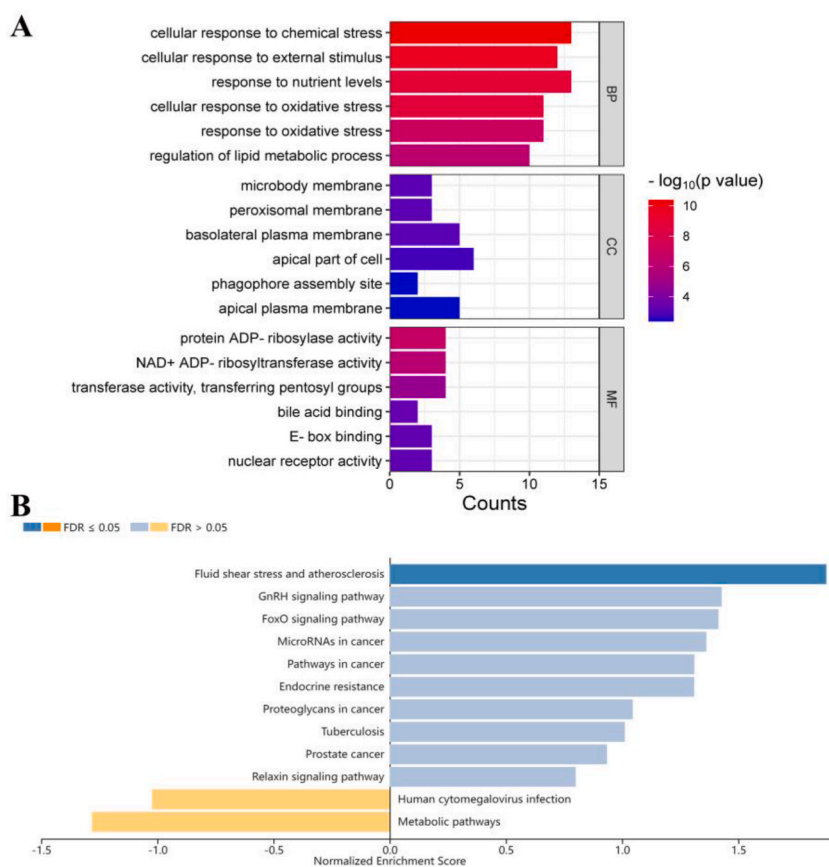 A
cellular response to chemical stress
cellular response to external stimulus
response to nutrient levels
cellular response to oxidative stress
response to oxidative stress
regulation of lipid metabolic process
BP
microbody membrane
peroxisomal membrane
basolateral plasma membrane
apical part of cell
phagophore assembly site
apical plasma membrane
CC
protein ADP- ribosylase activity
NAD+ ADP- ribosyltransferase activity
transferase activity, transferring pentosyl groups
bile acid binding
E- box binding
nuclear receptor activity
MF
0 5 10 15
Counts
- log10(p value)
10
8
6
4
B
FDR ≤ 0.05 FDR > 0.05
Fluid shear stress and atherosclerosis
GnRH signaling pathway
FoxO signaling pathway
MicroRNAs in cancer
Pathways in cancer
Endocrine resistance
Proteoglycans in cancer
Tuberculosis
Prostate cancer
Relaxin signaling pathway
Human cytomegalovirus infection
Metabolic pathways
-1.5 -1.0 -0.5 0.0 0.5 1.0 1.5
Normalized Enrichment Score